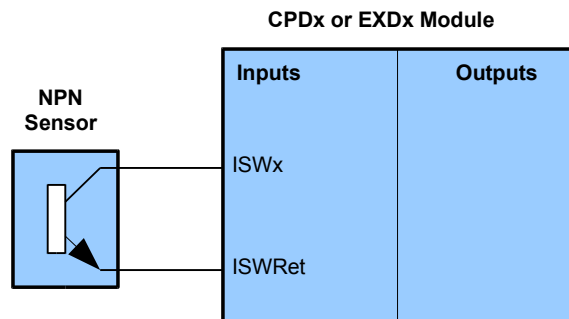 CPDx or EXDx Module
Inputs
Outputs
NPN
Sensor
ISWx
ISWRet